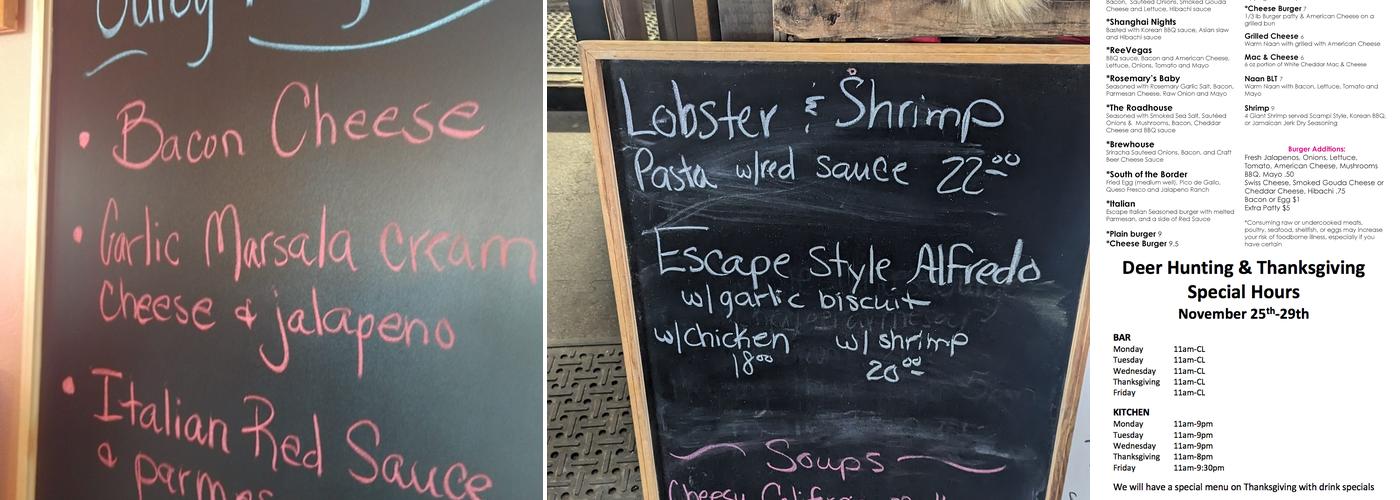 Bacon Cheese
Garlic Marsala cream
cheese & jalapeno
Italian Red Sauce
&
Lobster & Shrimp
Pasta w/red sauce 22.00
Escape Style Alfredo
w/garlic biscuit
w/chicken w/shrimp
18.00 20.00
Soups
Cheesy
Bacon, Sautéed Onions, Smoked Gouda
Cheese and Lettuce, Hibachi sauce
*Shanghai Nights
Basted with Korean BBQ sauce, Asian slaw
and Hibachi sauce
*ReeVegas
BBQ sauce, Bacon and American Cheese,
Lettuce, Onions, Tomato and Mayo
*Rosemary's Baby
Seasoned with Rosemary Garlic Salt, Bacon,
Parmesan Cheese, Raw Onion and Mayo
*The Roadhouse
Seasoned with Smoked Sea Salt, Sautéed
Onions & Mushrooms, Bacon, Cheddar
Cheese and BBQ sauce
*Brewhouse
Sriracha Sautéed Onions, Bacon, and Craft
Beer Cheese Sauce
*South of the Border
Fried Egg (medium well), Pico de Gallo,
Queso Fresco and Jalapeno Ranch
*Italian
Escape Italian Seasoned burger with melted
Parmesan, and a side of Red Sauce
*Plain burger 9
*Cheese Burger 9.5
*Cheese Burger 7
1/3 lb Burger patty & American Cheese on a
grilled bun
Grilled Cheese 6
Warm Naan with grilled with American Cheese
Mac & Cheese 6
6 oz portion of White Cheddar Mac & Cheese
Naan BLT 7
Warm Naan with Bacon, Lettuce, Tomato and
Mayo
Shrimp 9
4 Giant Shrimp served Scampi Style, Korean BBQ,
or Jamaican Jerk Dry Seasoning
Burger Additions:
Fresh Jalapenos, Onions, Lettuce,
Tomato, American Cheese, Mushrooms
BBQ, Mayo .50
Swiss Cheese, Smoked Gouda Cheese or
Cheddar Cheese, Hibachi .75
Bacon or Egg $1
Extra Patty $5
*Consuming raw or undercooked meats,
poultry, seafood, shellfish, or eggs may increase
your risk of foodborne illness, especially if you
have certain
Deer Hunting & Thanksgiving
Special Hours
November 25th-29th
BAR
Monday 11am-CL
Tuesday 11am-CL
Wednesday 11am-CL
Thanksgiving 11am-CL
Friday 11am-CL
KITCHEN
Monday 11am-9pm
Tuesday 11am-9pm
Wednesday 11am-9pm
Thanksgiving 11am-8pm
Friday 11am-9:30pm
We will have a special menu on Thanksgiving with drink specials